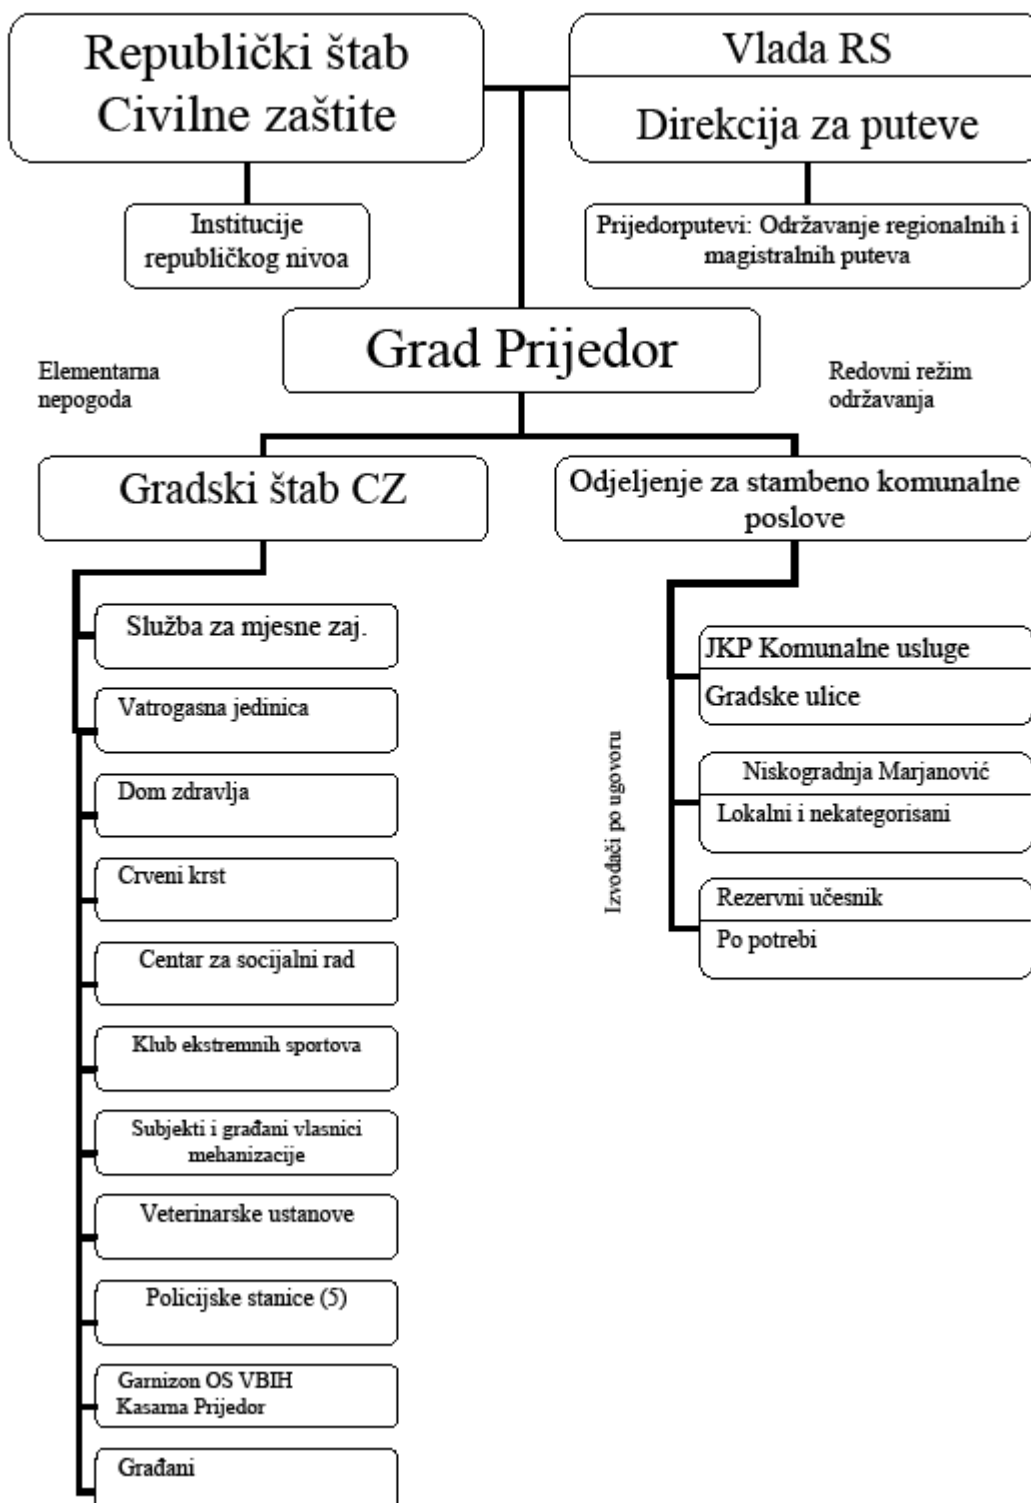 Republički štab
Civilne zaštite
Vlada RS
Direkcija za puteve
Institucije
republičkog nivoa
Prijedorputevi: Održavanje regionalnih i
magistralnih puteva
Grad Prijedor
Elementarna
nepogoda
Redovni režim
održavanja
Gradski štab CZ
Odjeljenje za stambeno komunalne
poslove
Služba za mjesne zaj.
Vatrogasna jedinica
Dom zdravlja
Crveni krst
Centar za socijalni rad
Klub ekstremnih sportova
Subjekti i građani vlasnici
mehanizacije
Veterinarske ustanove
Policijske stanice (5)
Garnizon OS VBIH
Kasarna Prijedor
Građani
Izvođači po ugovoru
JKP Komunalne usluge
Gradske ulice
Niskogradnja Marjanović
Lokalni i nekategorisani
Rezervni učesnik
Po potrebi